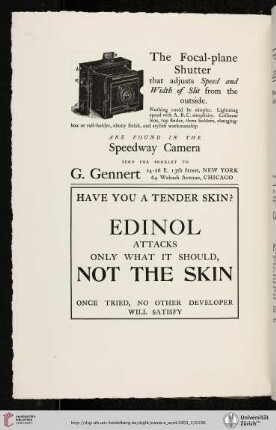 The Focal-plane
Shutter
that adjusts Speed and
Width of Slit from the
outside.
Nothing could be simpler. Lightning
speed with A. B. C. simplicity. Collinear
lens, top finder, three holders, changing-
box or roll-holder, ebony finish, and stylish workmanship
ARE FOUND IN THE
Speedway Camera
SEND FOR BOOKLET TO
G. Gennert 24-26 E. 13th Street, NEW YORK
64 Wabash Avenue, CHICAGO
HAVE YOU A TENDER SKIN?
EDINOL
ATTACKS
ONLY WHAT IT SHOULD,
NOT THE SKIN
ONCE TRIED, NO OTHER DEVELOPER
WILL SATISFY
UNIVERSITÄTS-
BIBLIOTHEK
HEIDELBERG
Universität
Zürich